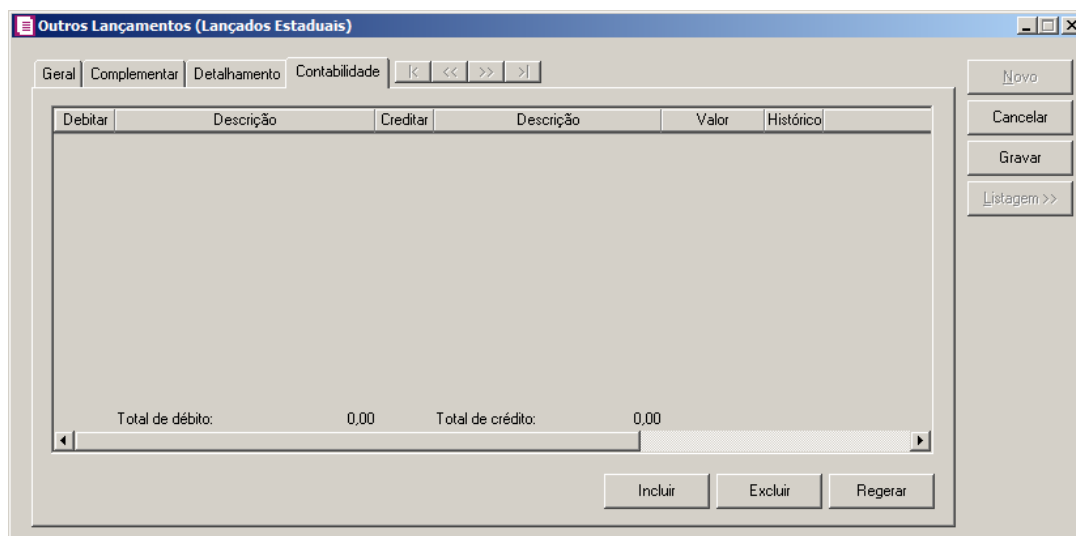 Outros Lançamentos (Lançados Estaduais)
Geral Complementar Detalhamento Contabilidade |< << >> >|
Novo
Debitar Descrição Creditar Descrição Valor Histórico
Cancelar
Gravar
Listagem >>
Total de débito: 0,00 Total de crédito: 0,00
Incluir Excluir Regerar